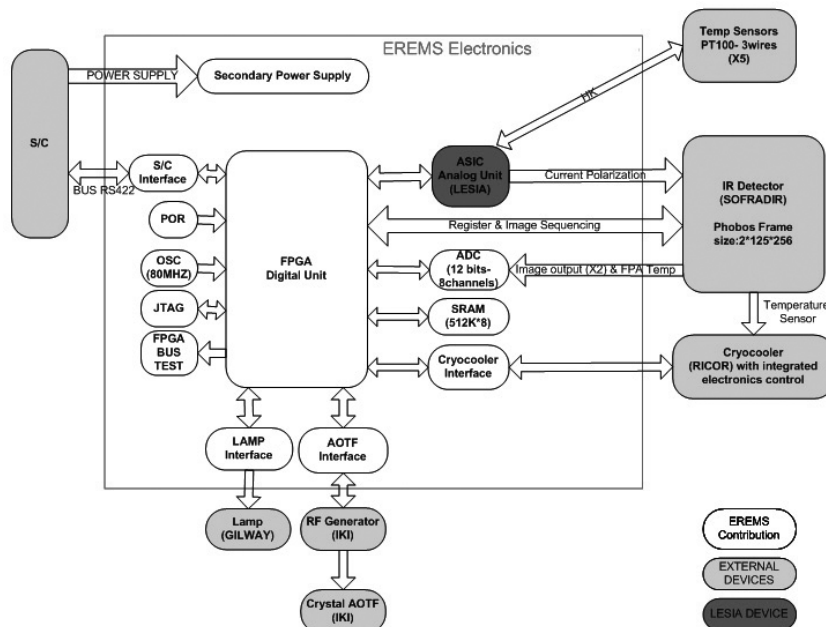 EREMS Electronics
Temp Sensors
PT100- 3wires
(X5)
POWER SUPPLY
Secondary Power Supply
HK
S/C
S/C
Interface
BUS RS422
ASIC
Analog Unit
(LESIA)
Current Polarization
IR Detector
(SOFRADIR)
Phobos Frame
size:2*125*256
POR
Register & Image Sequencing
OSC
(80MHZ)
FPGA
Digital Unit
ADC
(12 bits-
8channels)
Image output (X2) & FPA Temp
JTAG
SRAM
(512K*8)
Temperature
Sensor
FPGA
BUS
TEST
Cryocooler
Interface
Cryocooler
(RICOR) with integrated
electronics control
LAMP
Interface
AOTF
Interface
Lamp
(GILWAY)
RF Generator
(IKI)
Crystal AOTF
(IKI)
EREMS
Contribution
EXTERNAL
DEVICES
LESIA DEVICE